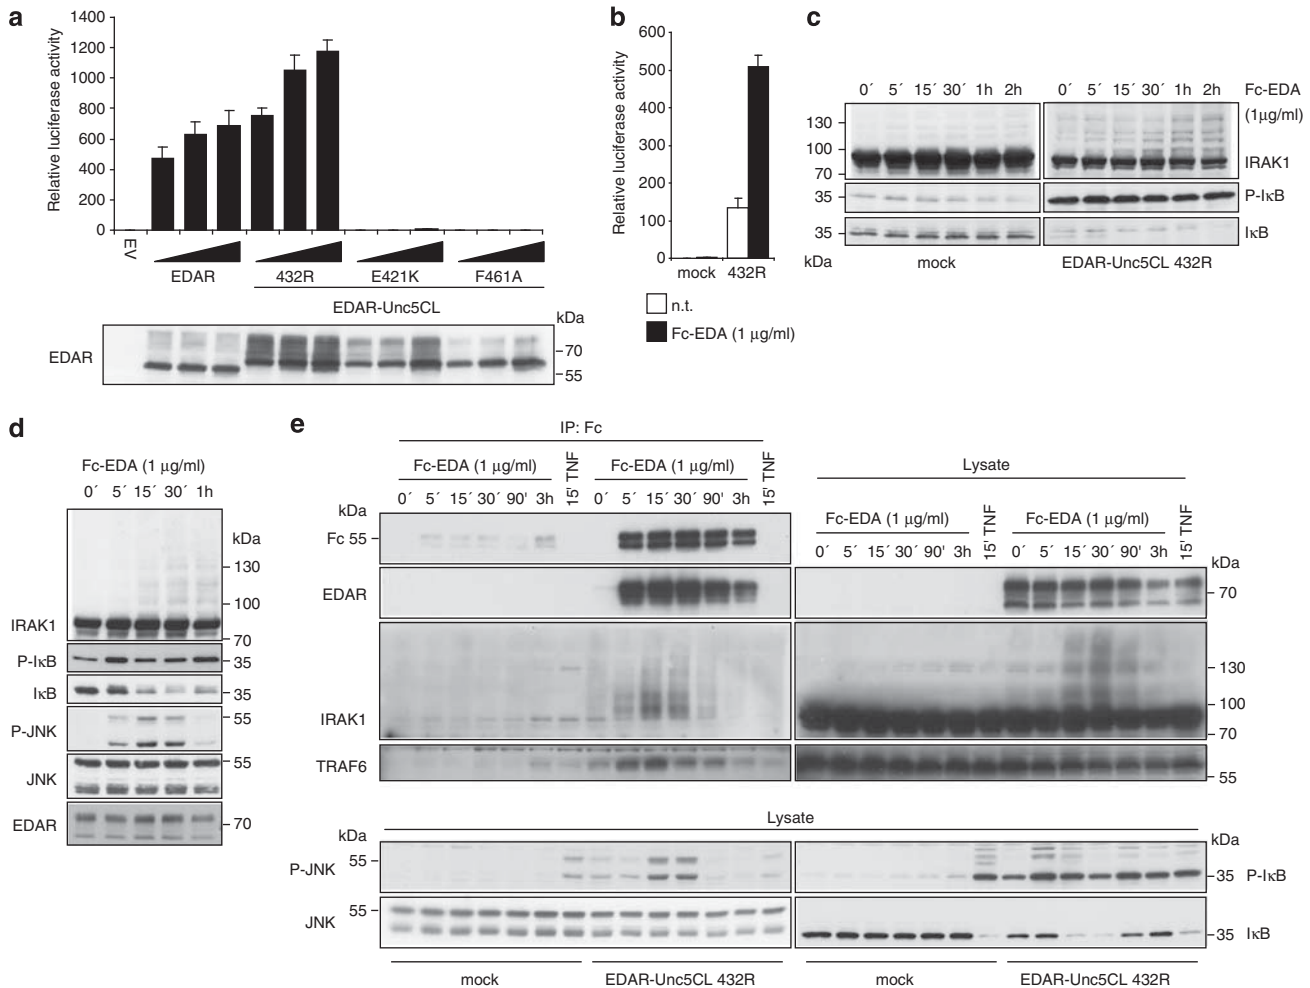 a
Relative luciferase activity
1400
1200
1000
800
600
400
200
0
EV
EDAR
432R
E421K
F461A
EDAR-Unc5CL
kDa
EDAR
70
55
b
Relative luciferase activity
600
500
400
300
200
100
0
mock
432R
n.t.
Fc-EDA (1 µg/ml)
c
0´ 5´ 15´ 30´ 1h 2h 0´ 5´ 15´ 30´ 1h 2h Fc-EDA
(1µg/ml)
130
100
70
IRAK1
35
P-IκB
35
IκB
kDa
mock
EDAR-Unc5CL 432R
d
Fc-EDA (1 µg/ml)
0´ 5´ 15´ 30´ 1h
kDa
130
100
IRAK1
70
P-IκB
35
IκB
35
55
P-JNK
55
JNK
EDAR
70
e
IP: Fc
Fc-EDA (1 µg/ml)
15' TNF
Fc-EDA (1 µg/ml)
15' TNF
0´ 5´ 15´ 30´ 90' 3h
0´ 5´ 15´ 30´ 90' 3h
kDa
Fc 55
EDAR
IRAK1
TRAF6
Lysate
Fc-EDA (1 µg/ml)
15' TNF
Fc-EDA (1 µg/ml)
15' TNF
0´ 5´ 15´ 30´ 90' 3h
0´ 5´ 15´ 30´ 90' 3h
kDa
70
130
100
70
55
Lysate
kDa
kDa
P-JNK
55
35
P-IκB
55
JNK
35
IκB
mock
EDAR-Unc5CL 432R
mock
EDAR-Unc5CL 432R